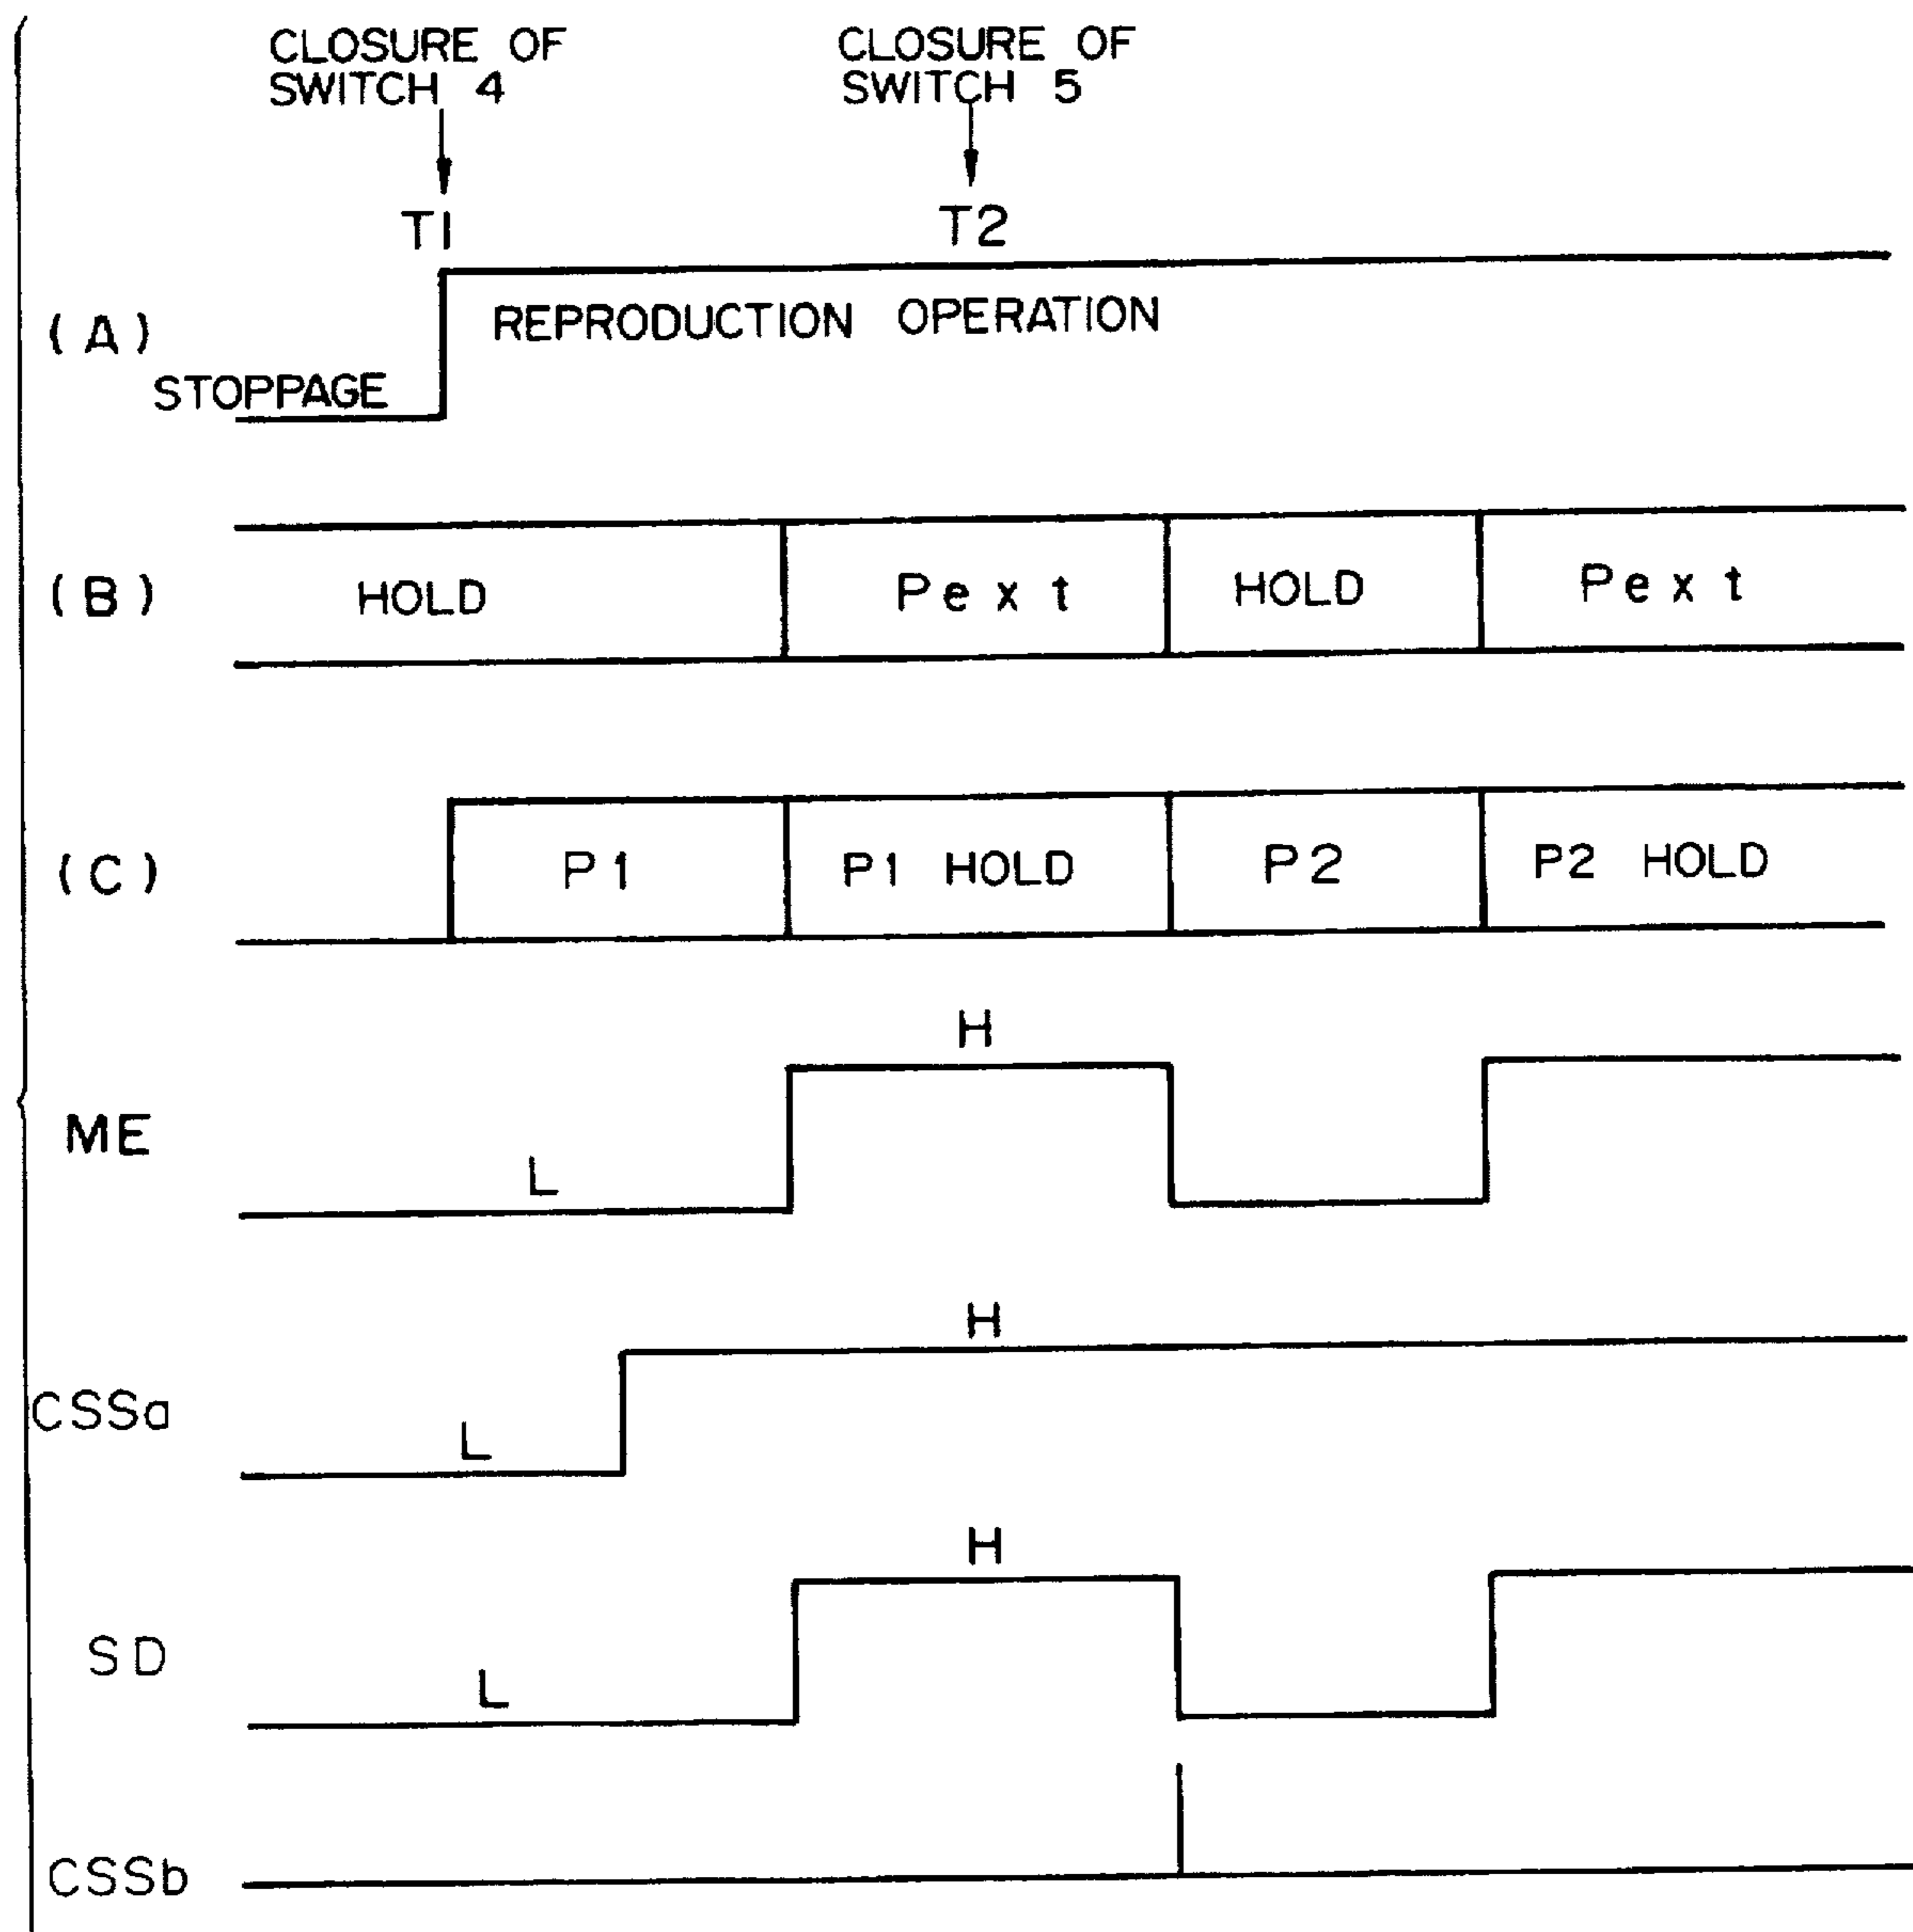 CLOSURE OF
SWITCH 4
CLOSURE OF
SWITCH 5
T1
T2
(A)
STOPPAGE
REPRODUCTION OPERATION
(B)
HOLD
Pext
HOLD
Pext
(C)
P1
P1 HOLD
P2
P2 HOLD
ME
L
H
CSSa
L
H
SD
L
H
CSSb